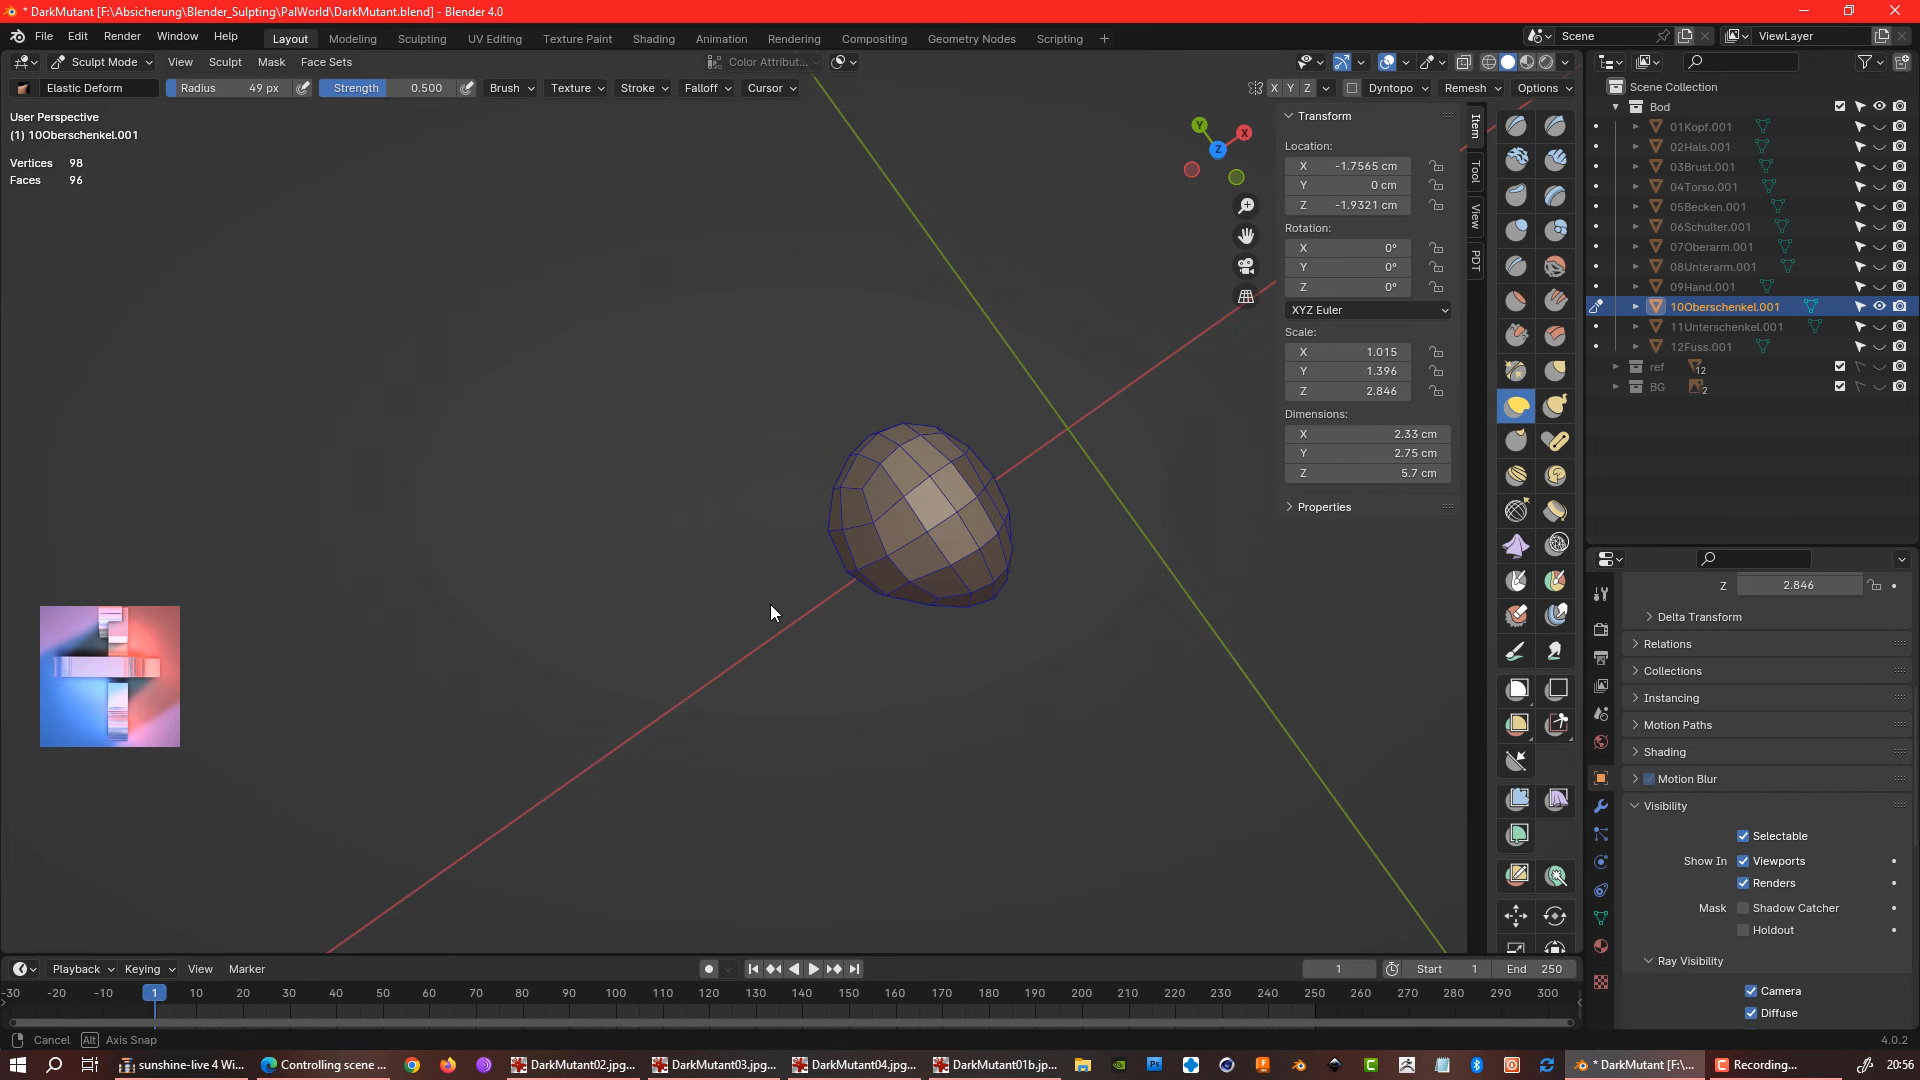 * DarkMutant [F:\Absicherung\Blender_Sulpting\PalWorld\DarkMutant.blend] - Blender 4.0
File Edit Render Window Help Layout Modeling Sculpting UV Editing Texture Paint Shading Animation Rendering Compositing Geometry Nodes Scripting + Scene ViewLayer
Sculpt Mode View Sculpt Mask Face Sets Color Attribut...
Elastic Deform Radius 49 px Strength 0.500 Brush Texture Stroke Falloff Cursor X Y Z Dyntopo Remesh Options
User Perspective
(1) 10Oberschenkel.001
Vertices 98
Faces 96
Y X Z
Transform
Location:
X -1.7565 cm
Y 0 cm
Z -1.9321 cm
Rotation:
X 0°
Y 0°
Z 0°
XYZ Euler
Scale:
X 1.015
Y 1.396
Z 2.846
Dimensions:
X 2.33 cm
Y 2.75 cm
Z 5.7 cm
Properties
Item
Tool
View
PDT
Scene Collection
Bod
01Kopf.001
02Hals.001
03Brust.001
04Torso.001
05Becken.001
06Schulter.001
07Oberarm.001
08Unterarm.001
09Hand.001
10Oberschenkel.001
11Unterschenkel.001
12Fuss.001
ref 12
BG 2
Z 2.846
Delta Transform
Relations
Collections
Instancing
Motion Paths
Shading
Motion Blur
Visibility
Selectable
Show In Viewports
Renders
Mask Shadow Catcher
Holdout
Ray Visibility
Camera
Diffuse
Playback Keying View Marker 1 Start 1 End 250
-30 -20 -10 1 10 20 30 40 50 60 70 80 90 100 110 120 130 140 150 160 170 180 190 200 210 220 230 240 250 260 270 280 290 300
Cancel Alt Axis Snap 4.0.2
sunshine-live 4 Wi... Controlling scene ... DarkMutant02.jpg... DarkMutant03.jpg... DarkMutant04.jpg... DarkMutant01b.jp... Ps * DarkMutant [F:\... Recording... 20:56